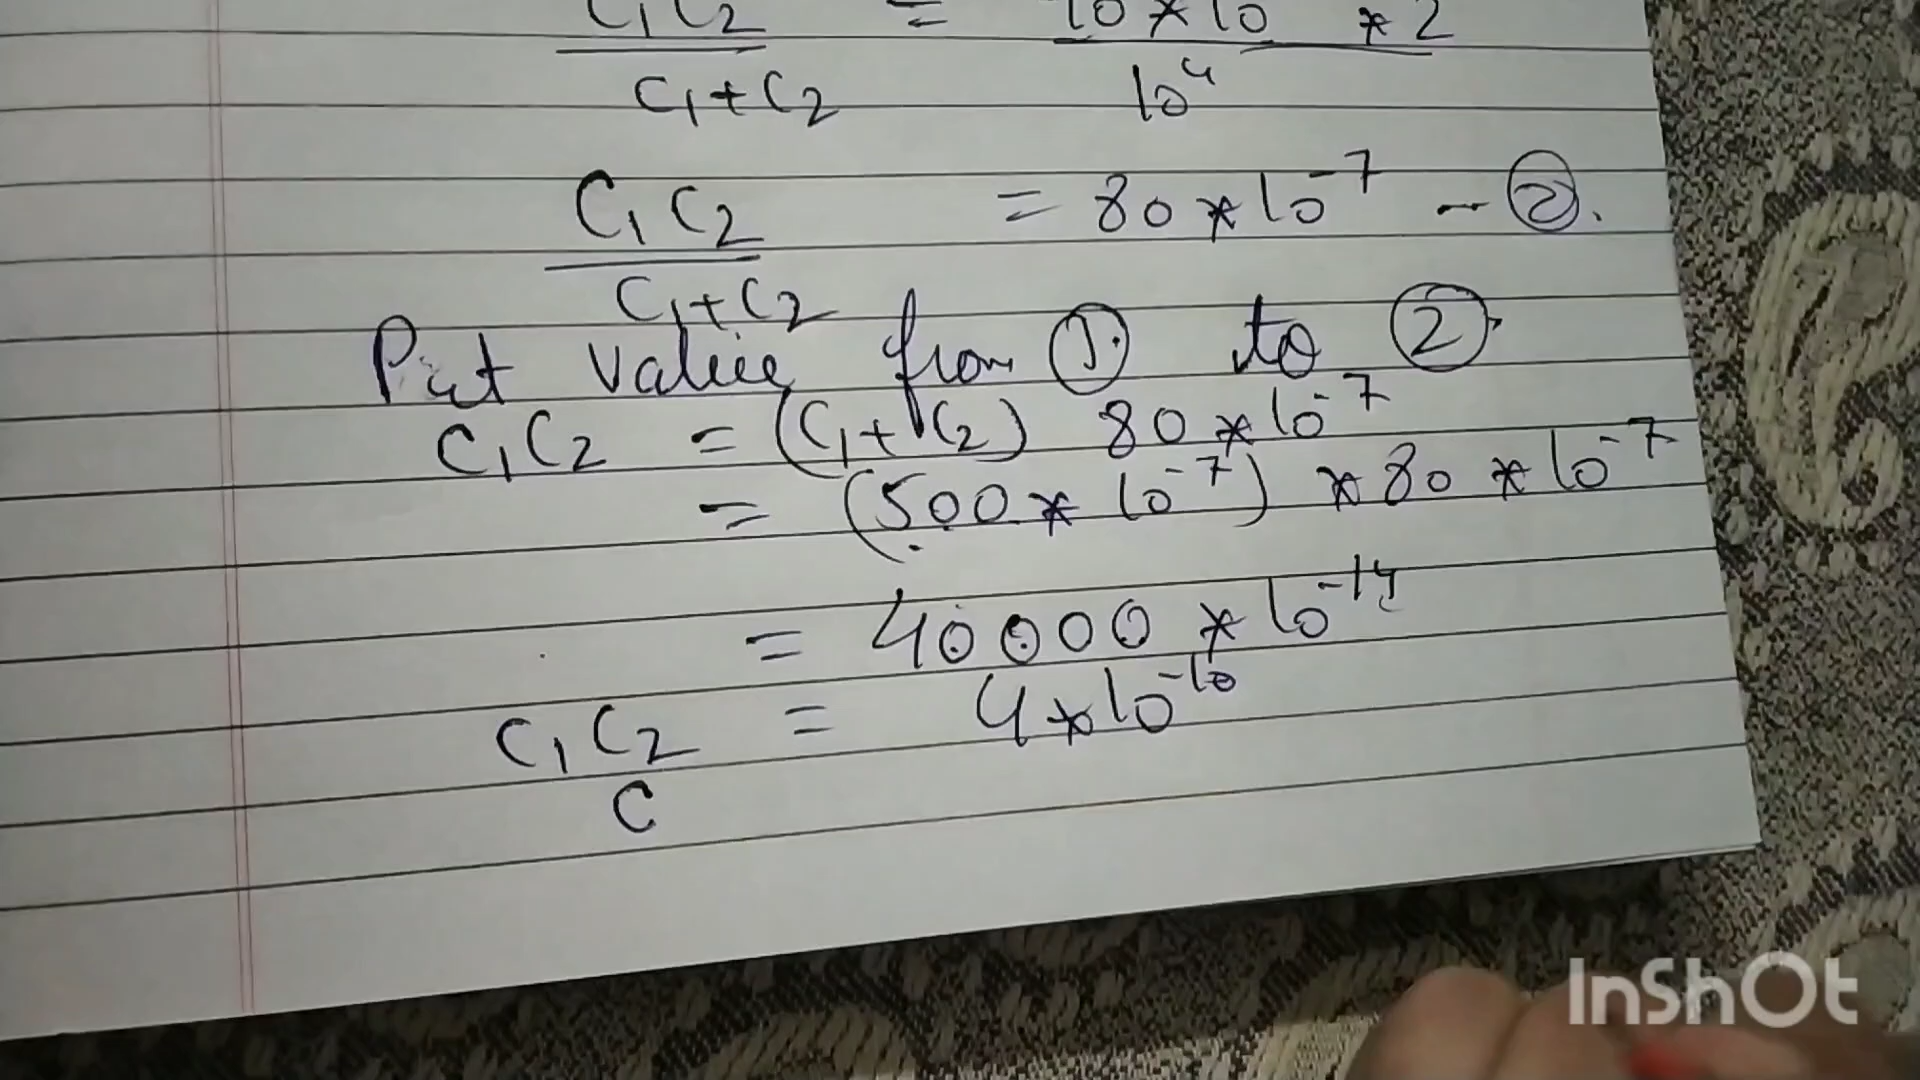 C₁C₂ = 10*10 *2
C₁+C₂ 10⁴
C₁C₂ = 80*10⁻⁷ - ②.
C₁+C₂
Put value from ① to ②.
C₁C₂ = (C₁+C₂) 80*10⁻⁷
= (500*10⁻⁷) *80*10⁻⁷
= 40000*10⁻¹⁴
C₁C₂ = 4*10⁻¹⁰
C
InShOt